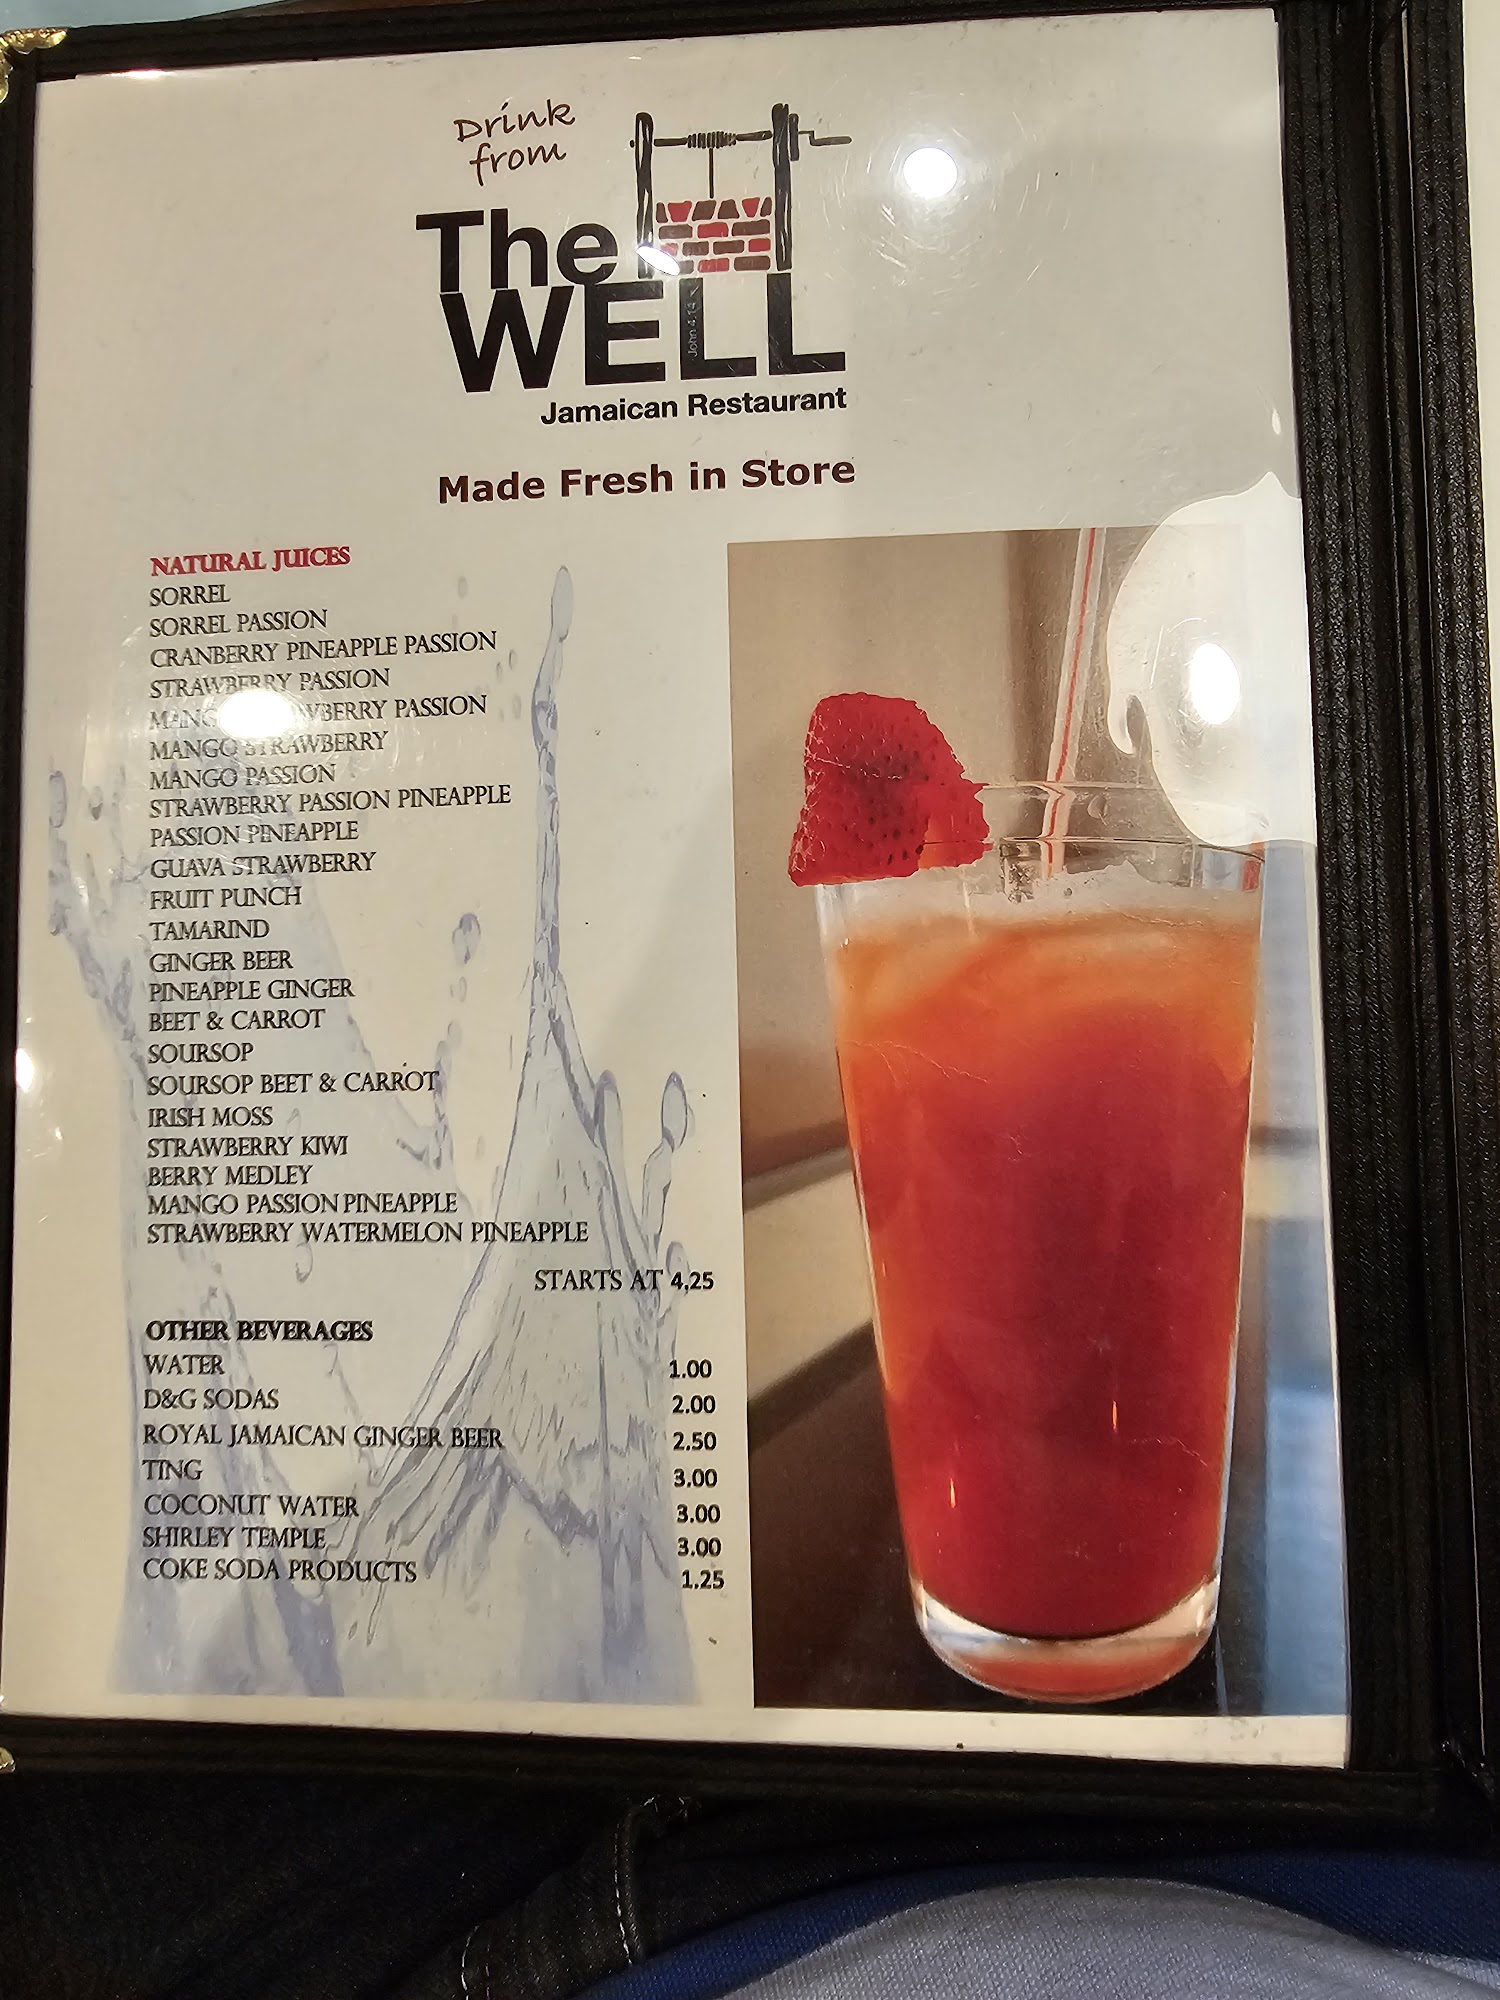 Drink
from
The
WELL
John 4:14
Jamaican Restaurant
Made Fresh in Store
NATURAL JUICES
SORREL
SORREL PASSION
CRANBERRY PINEAPPLE PASSION
STRAWBERRY PASSION
PASSION
MANGO STRAWBERRY
MANGO PASSION
STRAWBERRY PASSION PINEAPPLE
PASSION PINEAPPLE
GUAVA STRAWBERRY
FRUIT PUNCH
TAMARIND
GINGER BEER
PINEAPPLE GINGER
BEET & CARROT
SOURSOP
SOURSOP BEET & CARROT
IRISH MOSS
STRAWBERRY KIWI
BERRY MEDLEY
MANGO PASSION PINEAPPLE
STRAWBERRY WATERMELON PINEAPPLE
STARTS AT 4,25
OTHER BEVERAGES
WATER 1.00
D&G SODAS 2.00
ROYAL JAMAICAN GINGER BEER 2.50
TING 3.00
COCONUT WATER 3.00
SHIRLEY TEMPLE 3.00
COKE SODA PRODUCTS 1.25